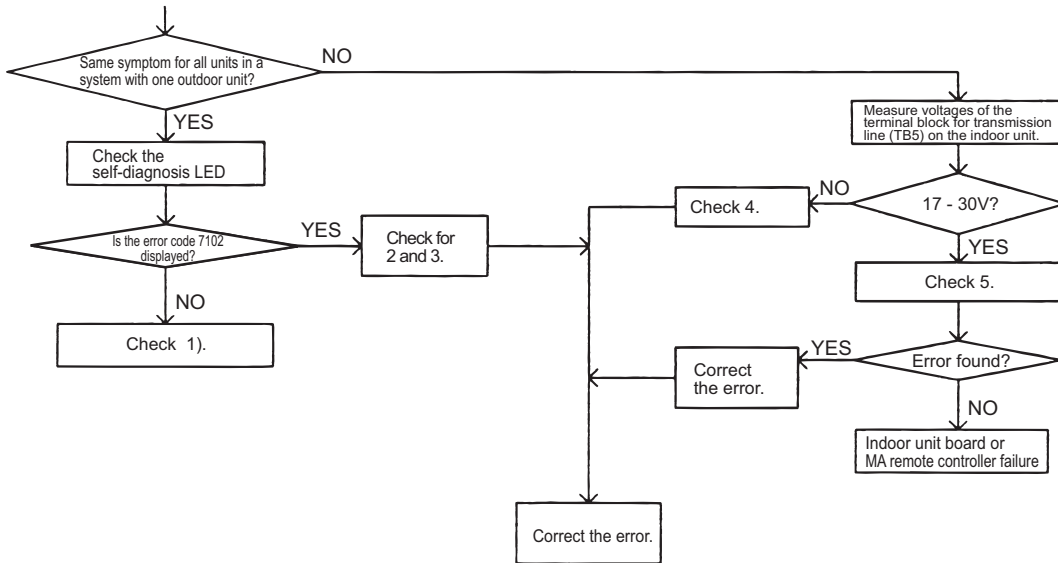 Same symptom for all units in a
system with one outdoor unit?
NO
YES
Check the
self-diagnosis LED
Is the error code 7102
displayed?
YES
Check for
2 and 3.
NO
Check 1).
Measure voltages of the
terminal block for transmission
line (TB5) on the indoor unit.
17 - 30V?
NO
Check 4.
YES
Check 5.
Error found?
YES
Correct
the error.
NO
Indoor unit board or
MA remote controller failure
Correct the error.